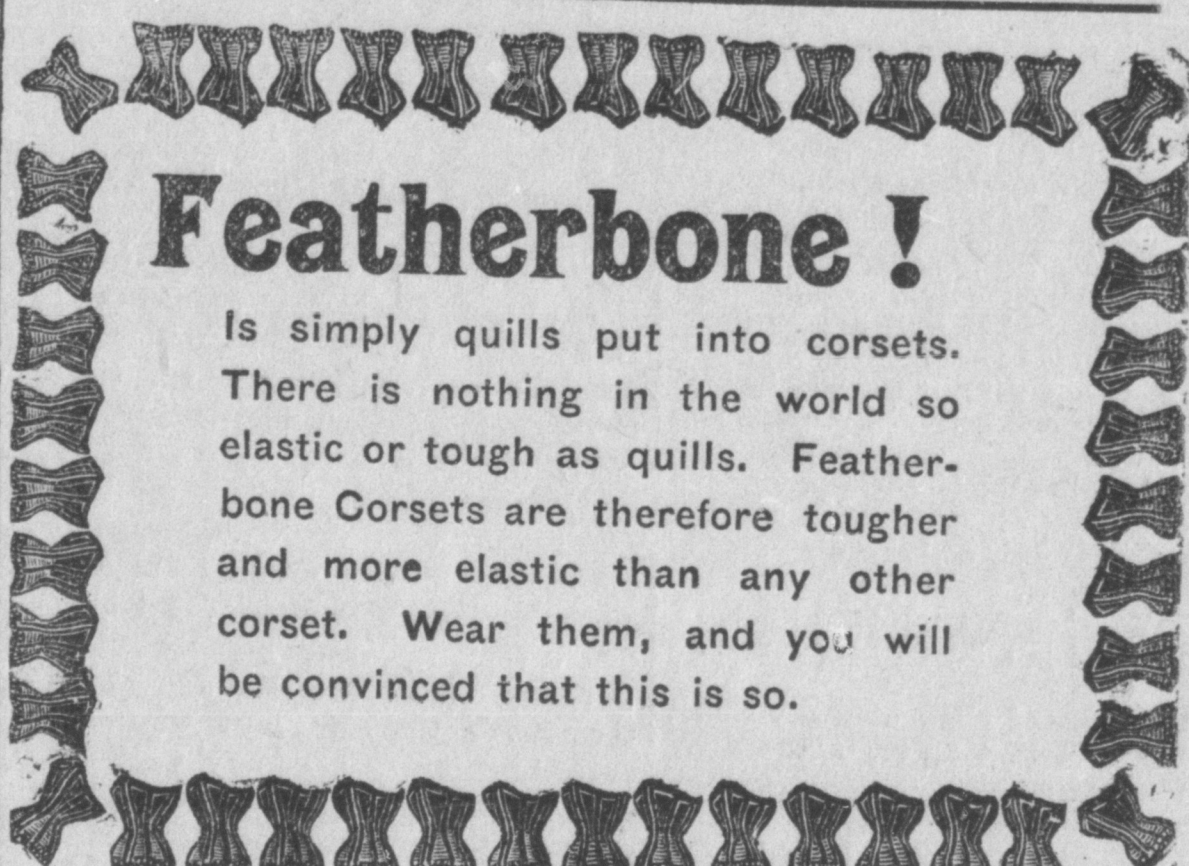 Featherbone !
Is simply quills put into corsets.
There is nothing in the world so
elastic or tough as quills. Feather-
bone Corsets are therefore tougher
and more elastic than any other
corset. Wear them, and you will
be convinced that this is so.